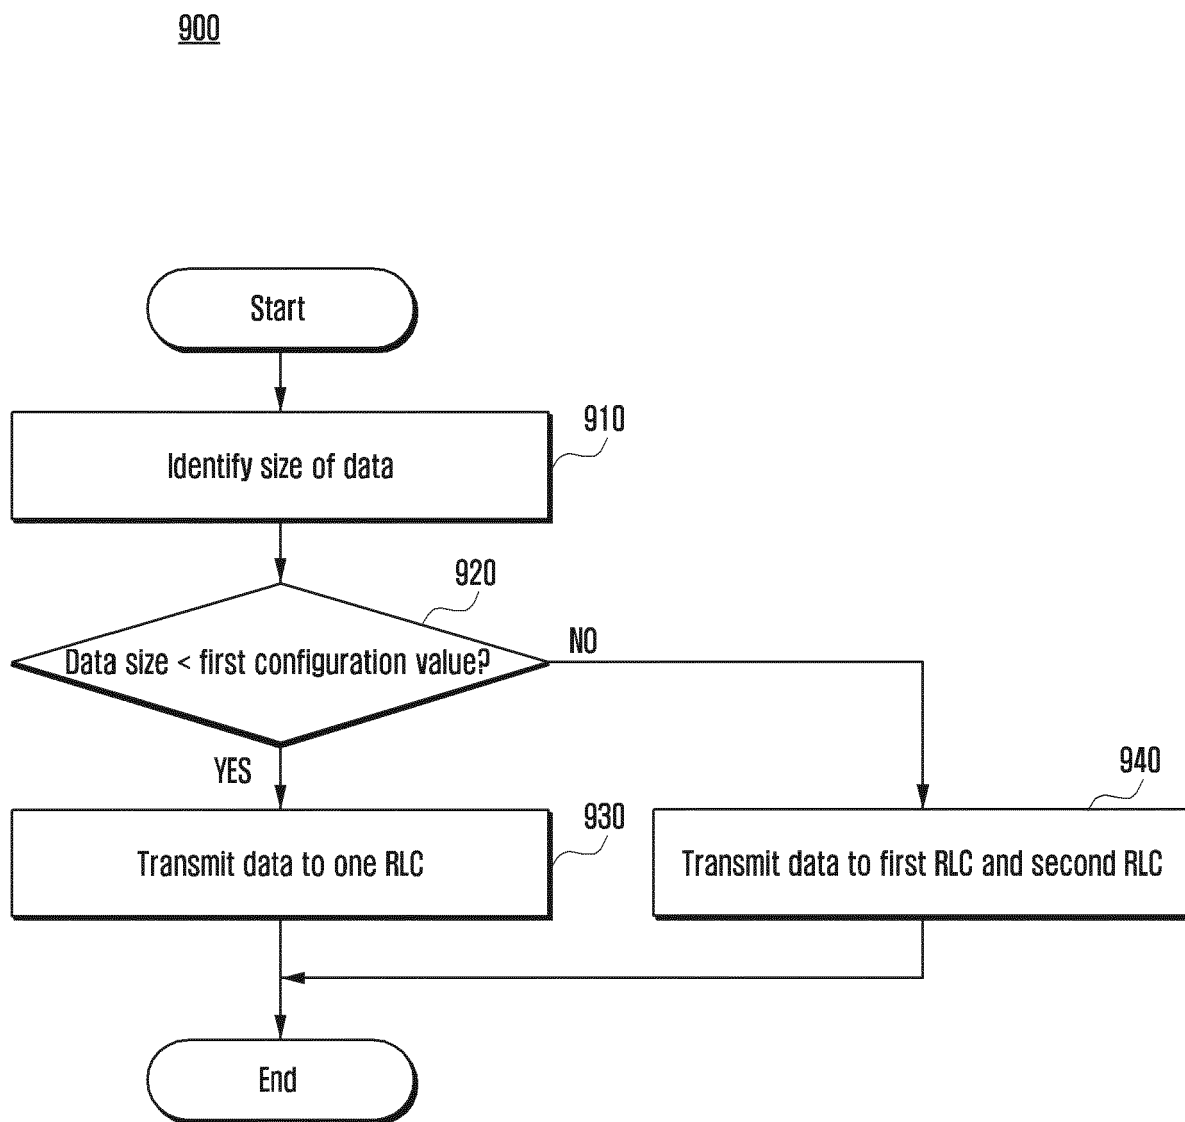 900
Start
910
Identify size of data
920
Data size < first configuration value?
NO
YES
930
Transmit data to one RLC
940
Transmit data to first RLC and second RLC
End